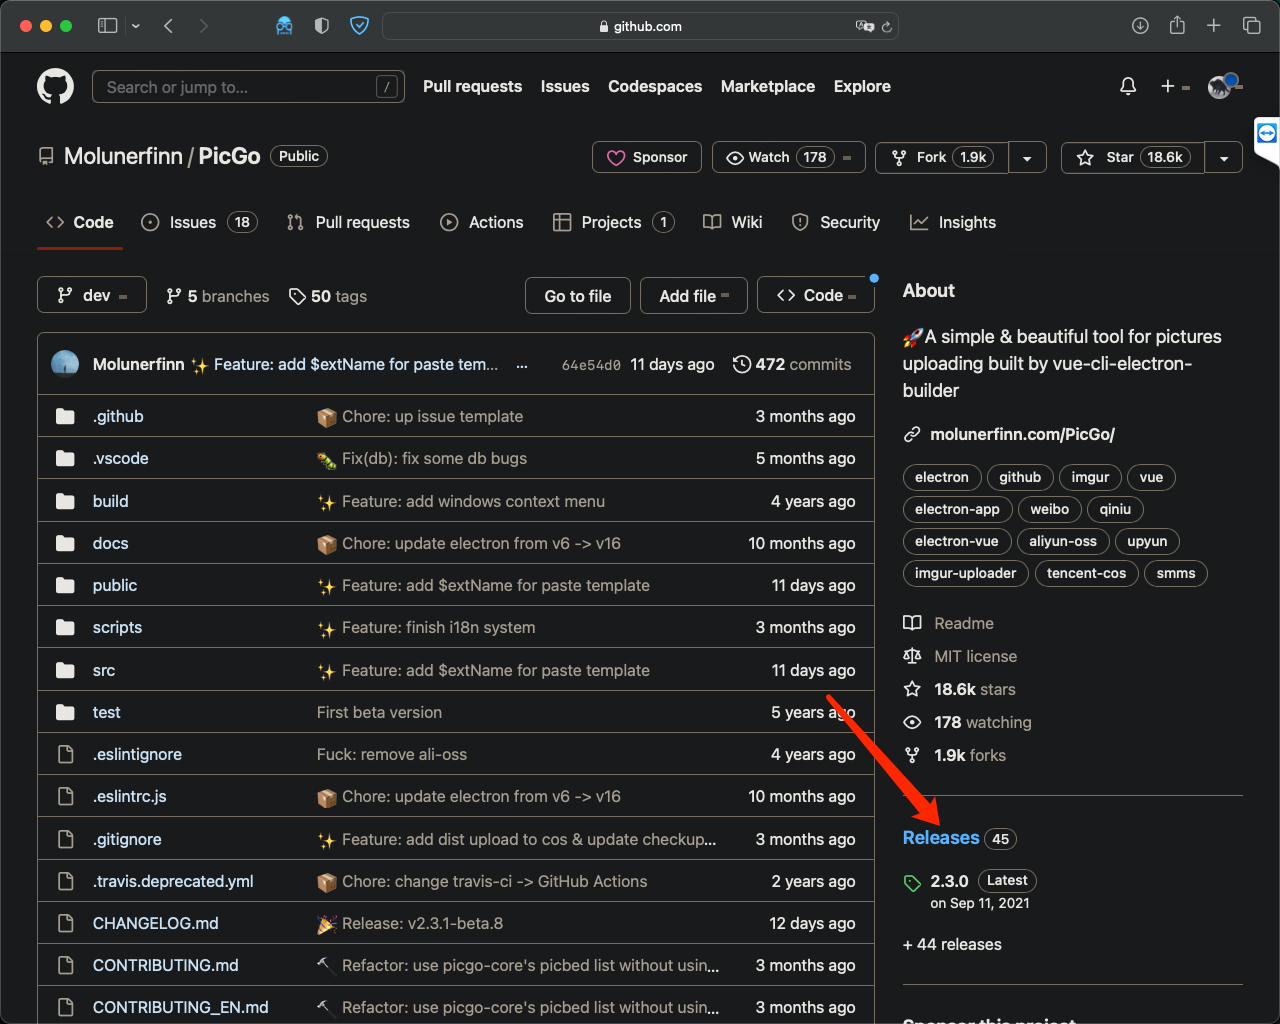 github.com
Search or jump to... /
Pull requests Issues Codespaces Marketplace Explore
Molunerfinn / PicGo Public
Sponsor Watch 178 Fork 1.9k Star 18.6k
Code Issues 18 Pull requests Actions Projects 1 Wiki Security Insights
dev 5 branches 50 tags Go to file Add file Code
Molunerfinn ✨ Feature: add $extName for paste tem... ... 64e54d0 11 days ago 472 commits
.github 📦 Chore: up issue template 3 months ago
.vscode 🐛 Fix(db): fix some db bugs 5 months ago
build ✨ Feature: add windows context menu 4 years ago
docs 📦 Chore: update electron from v6 -> v16 10 months ago
public ✨ Feature: add $extName for paste template 11 days ago
scripts ✨ Feature: finish i18n system 3 months ago
src ✨ Feature: add $extName for paste template 11 days ago
test First beta version 5 years ago
.eslintignore Fuck: remove ali-oss 4 years ago
.eslintrc.js 📦 Chore: update electron from v6 -> v16 10 months ago
.gitignore ✨ Feature: add dist upload to cos & update checkup... 3 months ago
.travis.deprecated.yml 📦 Chore: change travis-ci -> GitHub Actions 2 years ago
CHANGELOG.md 🎉 Release: v2.3.1-beta.8 12 days ago
CONTRIBUTING.md 🔨 Refactor: use picgo-core's picbed list without usin... 3 months ago
CONTRIBUTING_EN.md 🔨 Refactor: use picgo-core's picbed list without usin... 3 months ago
About
🚀A simple & beautiful tool for pictures
uploading built by vue-cli-electron-
builder
molunerfinn.com/PicGo/
electron github imgur vue
electron-app weibo qiniu
electron-vue aliyun-oss upyun
imgur-uploader tencent-cos smms
Readme
MIT license
18.6k stars
178 watching
1.9k forks
Releases 45
2.3.0 Latest
on Sep 11, 2021
+ 44 releases
Sponsor this project